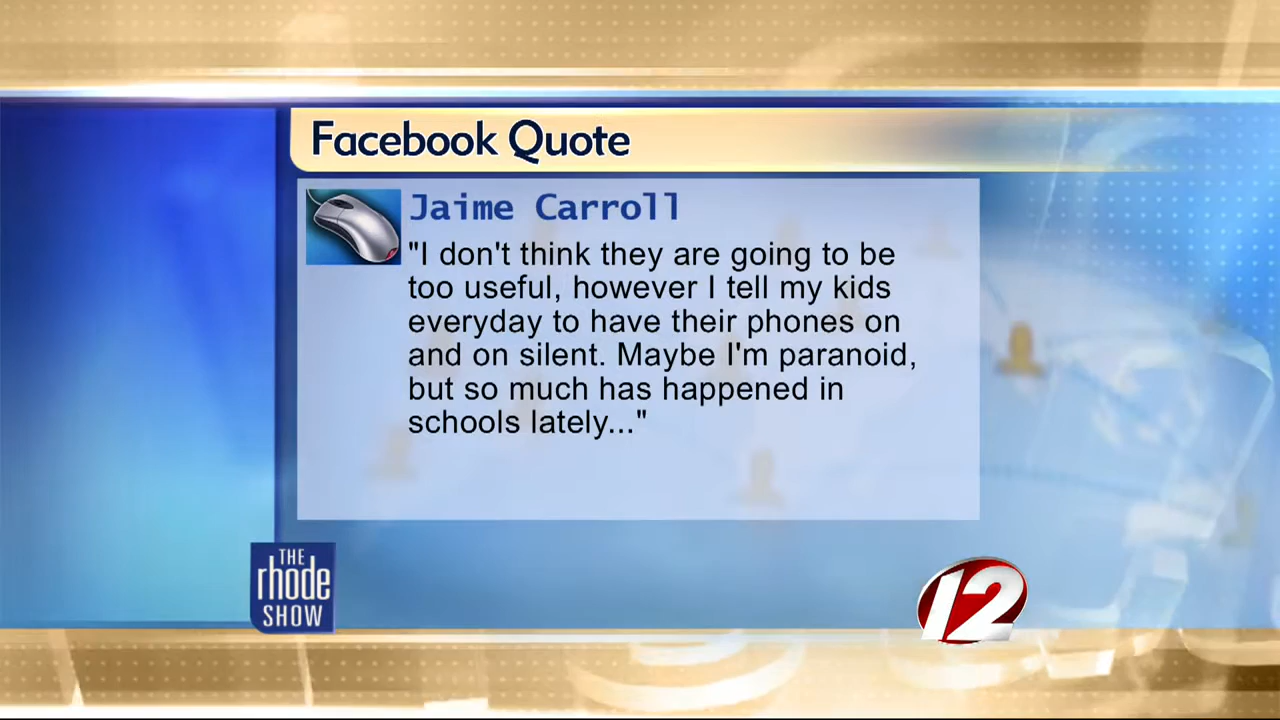 Facebook Quote
Jaime Carroll
"I don't think they are going to be
too useful, however I tell my kids
everyday to have their phones on
and on silent. Maybe I'm paranoid,
but so much has happened in
schools lately..."
THE
rhode
SHOW
12